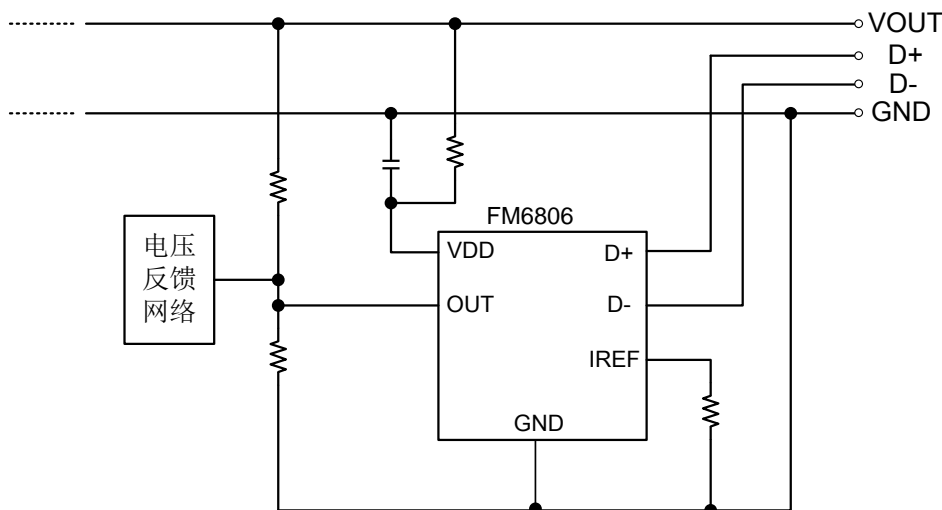 VOUT
D+
D-
GND
FM6806
电压
反馈
网络
VDD
D+
OUT
D-
IREF
GND